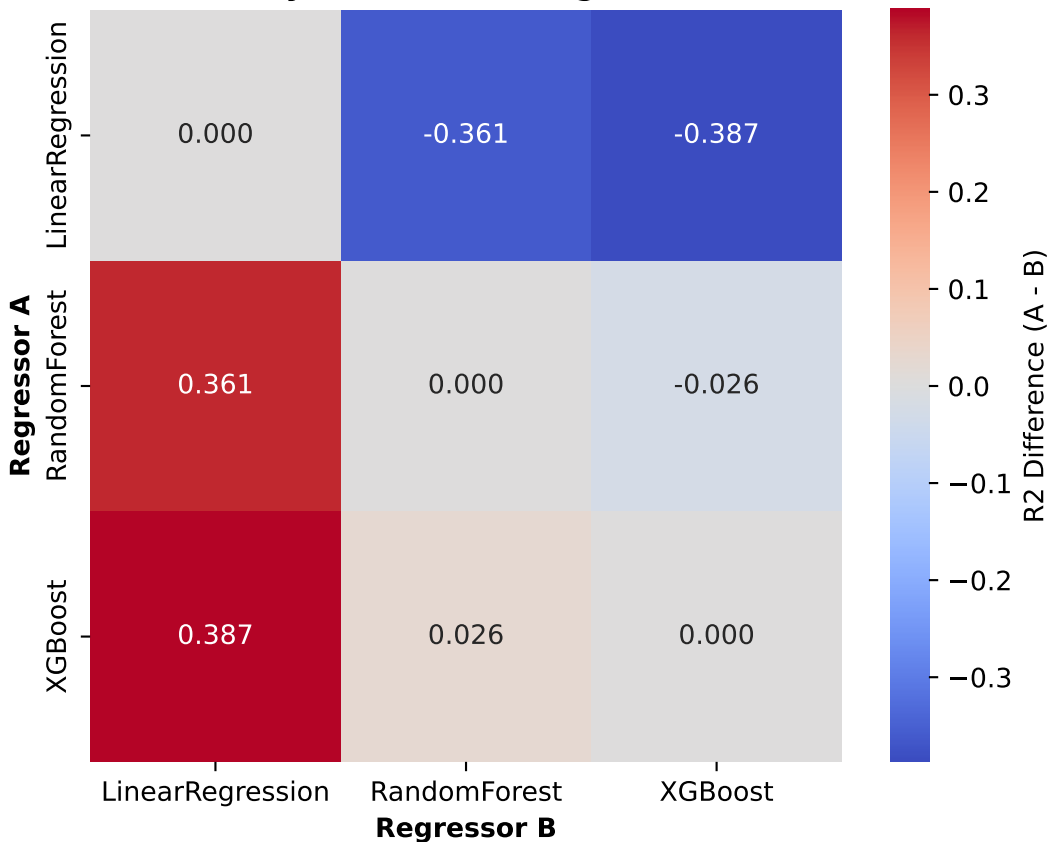 LinearRegression
0.000 -0.361 -0.387
RandomForest
0.361 0.000 -0.026
XGBoost
0.387 0.026 0.000
Regressor A
LinearRegression RandomForest XGBoost
Regressor B
0.3
0.2
0.1
0.0
−0.1
−0.2
−0.3
R2 Difference (A - B)